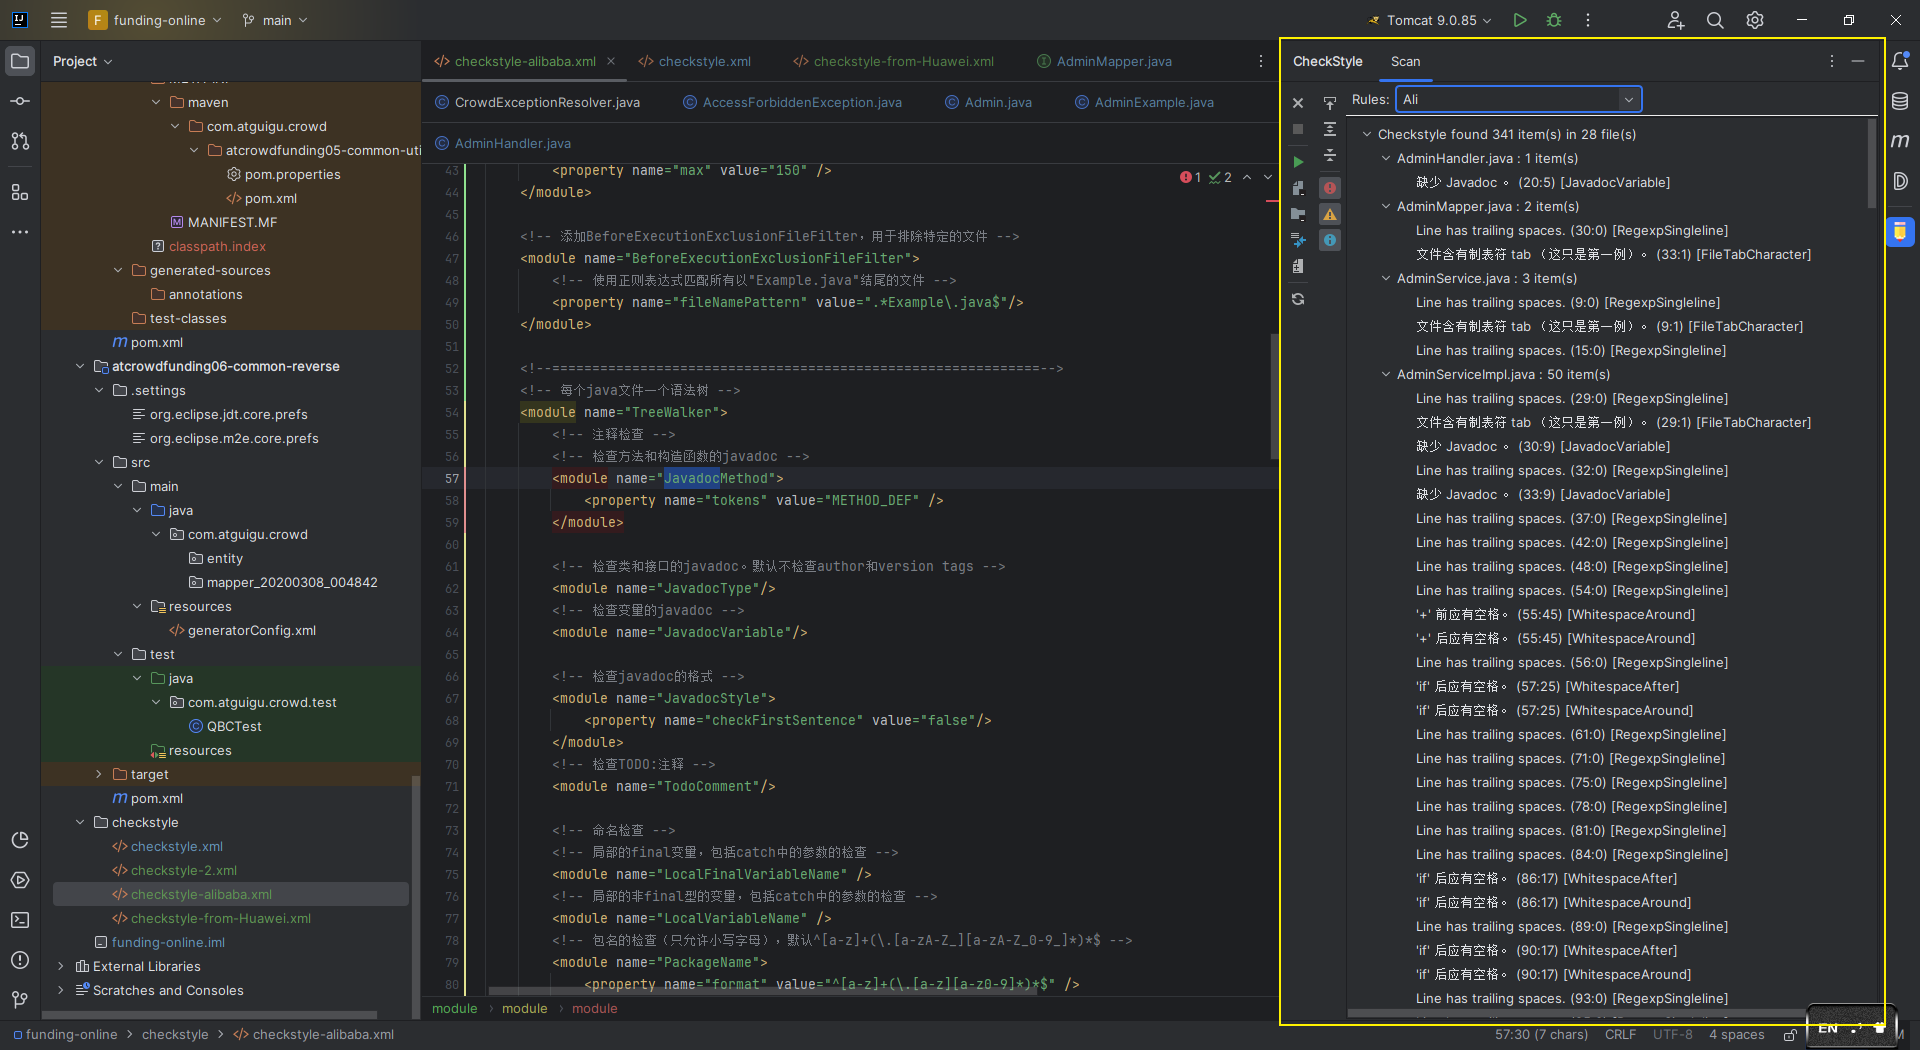 F funding-online main
Tomcat 9.0.85
Project
maven
com.atguigu.crowd
atcrowdfunding05-common-uti
pom.properties
pom.xml
MANIFEST.MF
classpath.index
generated-sources
annotations
test-classes
pom.xml
atcrowdfunding06-common-reverse
.settings
org.eclipse.jdt.core.prefs
org.eclipse.m2e.core.prefs
src
main
java
com.atguigu.crowd
entity
mapper_20200308_004842
resources
generatorConfig.xml
test
java
com.atguigu.crowd.test
QBCTest
resources
target
pom.xml
checkstyle
checkstyle.xml
checkstyle-2.xml
checkstyle-alibaba.xml
checkstyle-from-Huawei.xml
funding-online.iml
External Libraries
Scratches and Consoles
checkstyle-alibaba.xml checkstyle.xml checkstyle-from-Huawei.xml AdminMapper.java
CrowdExceptionResolver.java AccessForbiddenException.java Admin.java AdminExample.java
AdminHandler.java
1 2
43 <property name="max" value="150" />
44 </module>
45
46 <!-- 添加BeforeExecutionExclusionFileFilter，用于排除特定的文件 -->
47 <module name="BeforeExecutionExclusionFileFilter">
48 <!-- 使用正则表达式匹配所有以"Example.java"结尾的文件 -->
49 <property name="fileNamePattern" value=".*Example\.java$"/>
50 </module>
51
52 <!--=============================================================-->
53 <!-- 每个java文件一个语法树 -->
54 <module name="TreeWalker">
55 <!-- 注释检查 -->
56 <!-- 检查方法和构造函数的javadoc -->
57 <module name="JavadocMethod">
58 <property name="tokens" value="METHOD_DEF" />
59 </module>
60
61 <!-- 检查类和接口的javadoc。默认不检查author和version tags -->
62 <module name="JavadocType"/>
63 <!-- 检查变量的javadoc -->
64 <module name="JavadocVariable"/>
65
66 <!-- 检查javadoc的格式 -->
67 <module name="JavadocStyle">
68 <property name="checkFirstSentence" value="false"/>
69 </module>
70 <!-- 检查TODO:注释 -->
71 <module name="TodoComment"/>
72
73 <!-- 命名检查 -->
74 <!-- 局部的final变量，包括catch中的参数的检查 -->
75 <module name="LocalFinalVariableName" />
76 <!-- 局部的非final型的变量，包括catch中的参数的检查 -->
77 <module name="LocalVariableName" />
78 <!-- 包名的检查（只允许小写字母），默认^[a-z]+(\.[a-zA-Z_][a-zA-Z_0-9_]*)*$ -->
79 <module name="PackageName">
80 <property name="format" value="^[a-z]+(\.[a-z][a-z0-9]*)*$" />
module module module
CheckStyle Scan
Rules: Ali
Checkstyle found 341 item(s) in 28 file(s)
AdminHandler.java : 1 item(s)
缺少 Javadoc 。 (20:5) [JavadocVariable]
AdminMapper.java : 2 item(s)
Line has trailing spaces. (30:0) [RegexpSingleline]
文件含有制表符 tab （这只是第一例）。 (33:1) [FileTabCharacter]
AdminService.java : 3 item(s)
Line has trailing spaces. (9:0) [RegexpSingleline]
文件含有制表符 tab （这只是第一例）。 (9:1) [FileTabCharacter]
Line has trailing spaces. (15:0) [RegexpSingleline]
AdminServiceImpl.java : 50 item(s)
Line has trailing spaces. (29:0) [RegexpSingleline]
文件含有制表符 tab （这只是第一例）。 (29:1) [FileTabCharacter]
缺少 Javadoc 。 (30:9) [JavadocVariable]
Line has trailing spaces. (32:0) [RegexpSingleline]
缺少 Javadoc 。 (33:9) [JavadocVariable]
Line has trailing spaces. (37:0) [RegexpSingleline]
Line has trailing spaces. (42:0) [RegexpSingleline]
Line has trailing spaces. (48:0) [RegexpSingleline]
Line has trailing spaces. (54:0) [RegexpSingleline]
'+' 前应有空格。 (55:45) [WhitespaceAround]
'+' 后应有空格。 (55:45) [WhitespaceAround]
Line has trailing spaces. (56:0) [RegexpSingleline]
'if' 后应有空格。 (57:25) [WhitespaceAfter]
'if' 后应有空格。 (57:25) [WhitespaceAround]
Line has trailing spaces. (61:0) [RegexpSingleline]
Line has trailing spaces. (71:0) [RegexpSingleline]
Line has trailing spaces. (75:0) [RegexpSingleline]
Line has trailing spaces. (78:0) [RegexpSingleline]
Line has trailing spaces. (81:0) [RegexpSingleline]
Line has trailing spaces. (84:0) [RegexpSingleline]
'if' 后应有空格。 (86:17) [WhitespaceAfter]
'if' 后应有空格。 (86:17) [WhitespaceAround]
Line has trailing spaces. (89:0) [RegexpSingleline]
'if' 后应有空格。 (90:17) [WhitespaceAfter]
'if' 后应有空格。 (90:17) [WhitespaceAround]
Line has trailing spaces. (93:0) [RegexpSingleline]
funding-online checkstyle checkstyle-alibaba.xml
57:30 (7 chars) CRLF UTF-8 4 spaces
EN